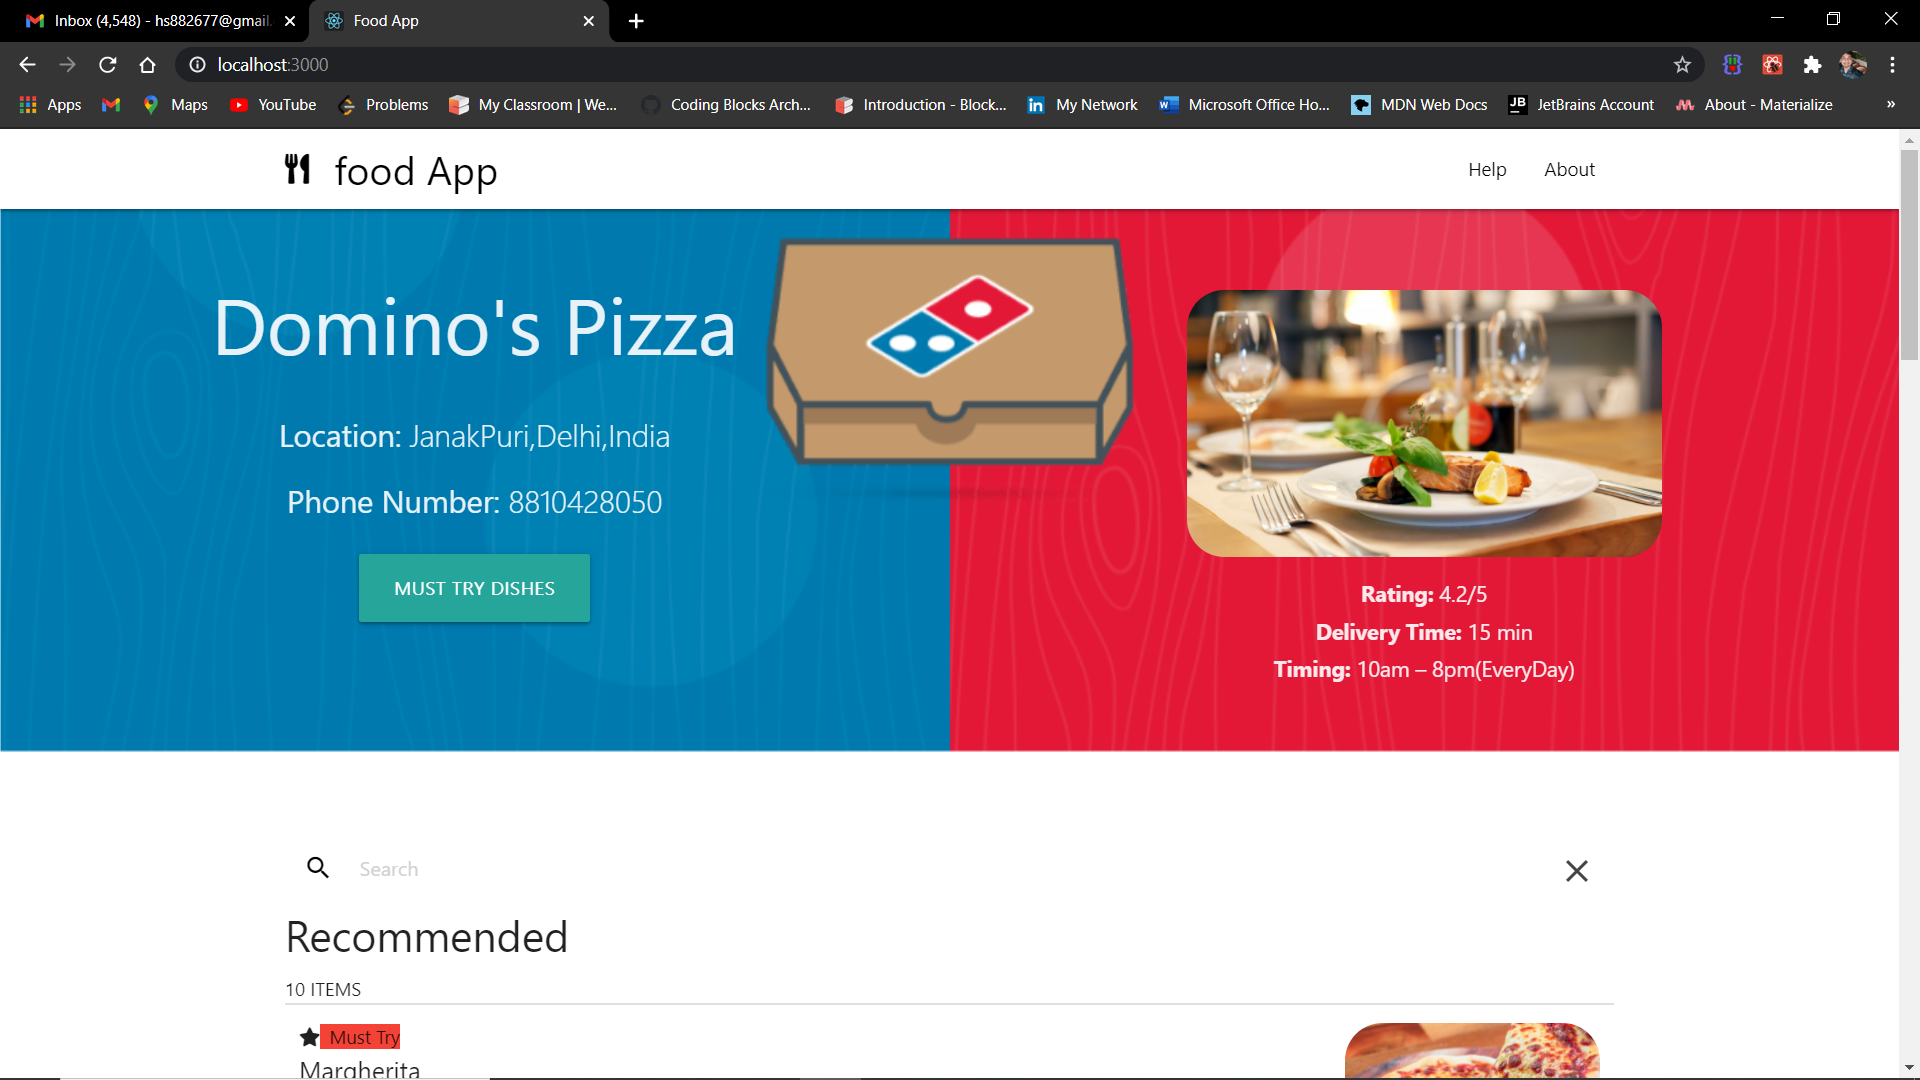 Inbox (4,548) - hs882677@gmail.
Food App
localhost:3000
Apps
Maps
YouTube
Problems
My Classroom | We...
Coding Blocks Arch...
Introduction - Block...
My Network
Microsoft Office Ho...
MDN Web Docs
JetBrains Account
About - Materialize
»
food App
Help
About
Domino's Pizza
Location: JanakPuri,Delhi,India
Phone Number: 8810428050
MUST TRY DISHES
Rating: 4.2/5
Delivery Time: 15 min
Timing: 10am – 8pm(EveryDay)
Search
Recommended
10 ITEMS
Must Try
Margherita